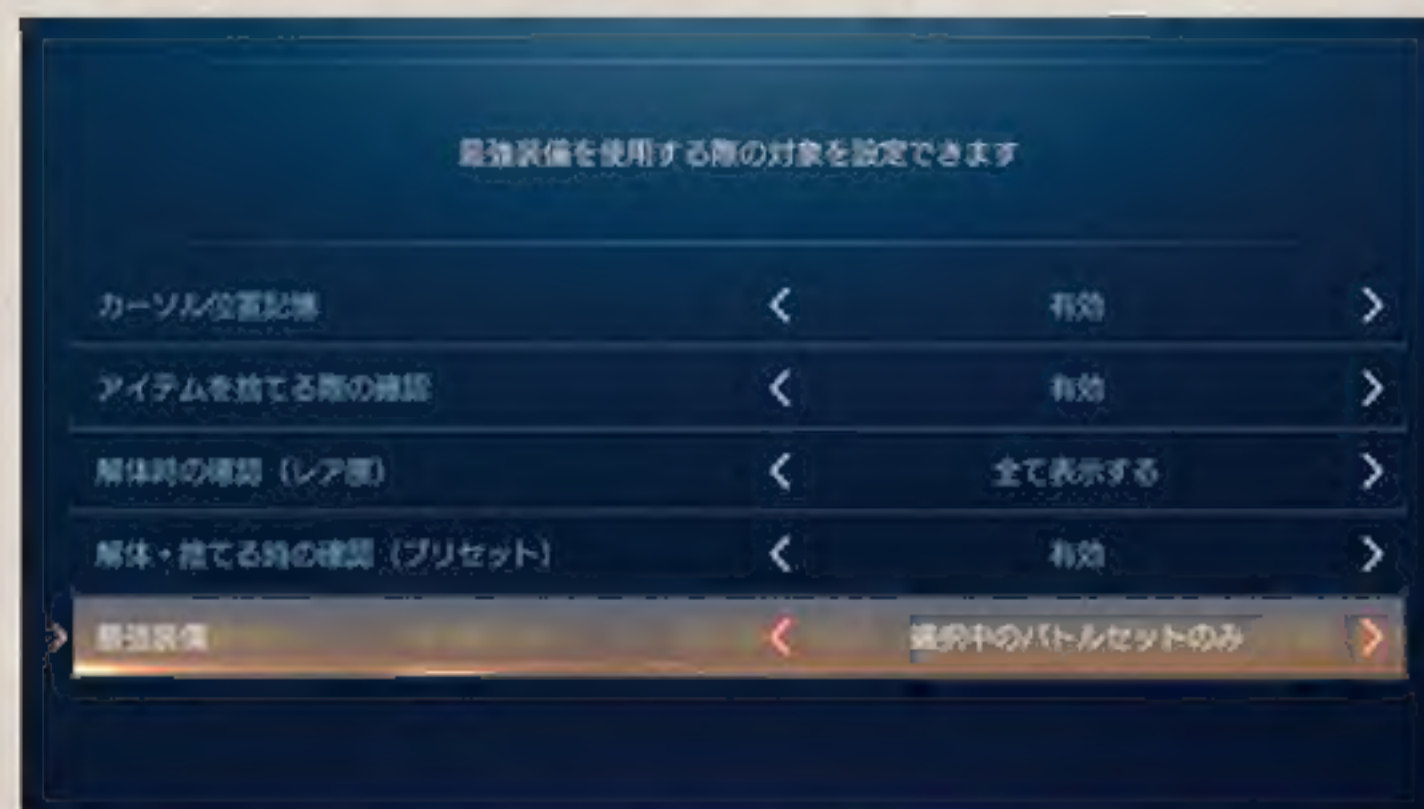 最強装備を使用する際の対象を設定できます
カーソル位置記憶 有効
アイテムを捨てる際の確認 有効
解体時の確認（レア度） 全て表示する
解体・捨てる時の確認（プリセット） 有効
最強装備 選択中のバトルセットのみ